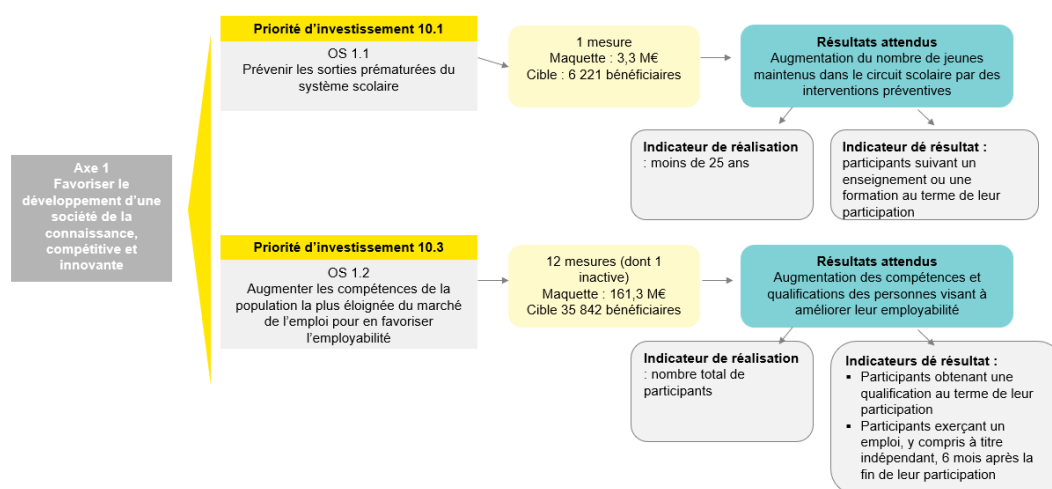 Axe 1
Favoriser le
développement d'une
société de la
connaissance,
compétitive et
innovante
Priorité d'investissement 10.1
OS 1.1
Prévenir les sorties prématurées du
système scolaire
1 mesure
Maquette : 3,3 M€
Cible : 6 221 bénéficiaires
Résultats attendus
Augmentation du nombre de jeunes
maintenus dans le circuit scolaire par des
interventions préventives
Indicateur de réalisation
: moins de 25 ans
Indicateur de résultat :
participants suivant un
enseignement ou une
formation au terme de leur
participation
Priorité d'investissement 10.3
OS 1.2
Augmenter les compétences de la
population la plus éloignée du marché
de l'emploi pour en favoriser
l'employabilité
12 mesures (dont 1
inactive)
Maquette : 161,3 M€
Cible 35 842 bénéficiaires
Résultats attendus
Augmentation des compétences et
qualifications des personnes visant à
améliorer leur employabilité
Indicateur de réalisation
: nombre total de
participants
Indicateurs de résultat :
▪ Participants obtenant une
qualification au terme de leur
participation
▪ Participants exerçant un
emploi, y compris à titre
indépendant, 6 mois après la
fin de leur participation